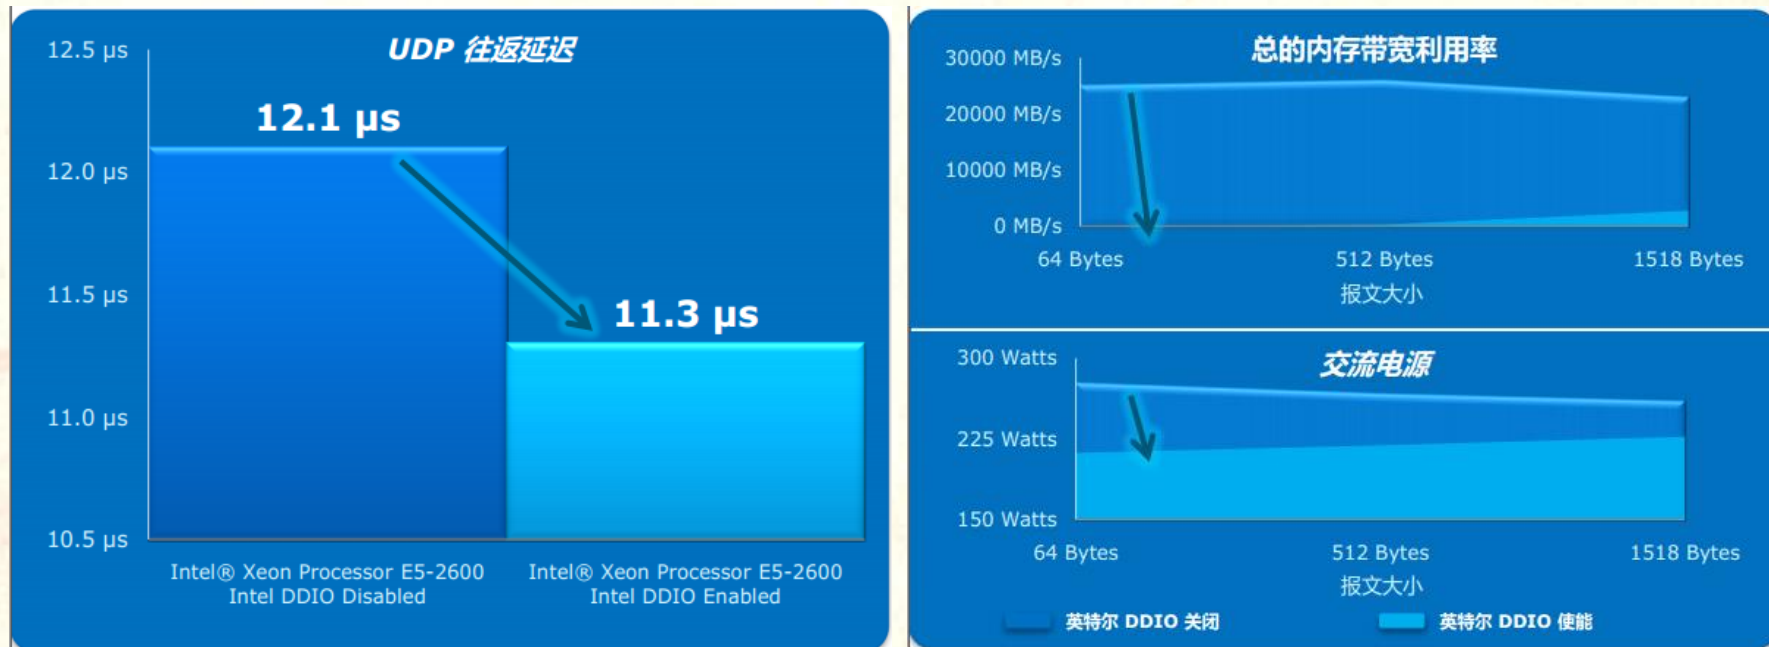 UDP 往返延迟
12.5 µs
12.1 µs
12.0 µs
11.5 µs
11.3 µs
11.0 µs
10.5 µs
Intel® Xeon Processor E5-2600
Intel DDIO Disabled
Intel® Xeon Processor E5-2600
Intel DDIO Enabled
总的内存带宽利用率
30000 MB/s
20000 MB/s
10000 MB/s
0 MB/s
64 Bytes
512 Bytes
1518 Bytes
报文大小
交流电源
300 Watts
225 Watts
150 Watts
64 Bytes
512 Bytes
1518 Bytes
报文大小
英特尔 DDIO 关闭
英特尔 DDIO 使能